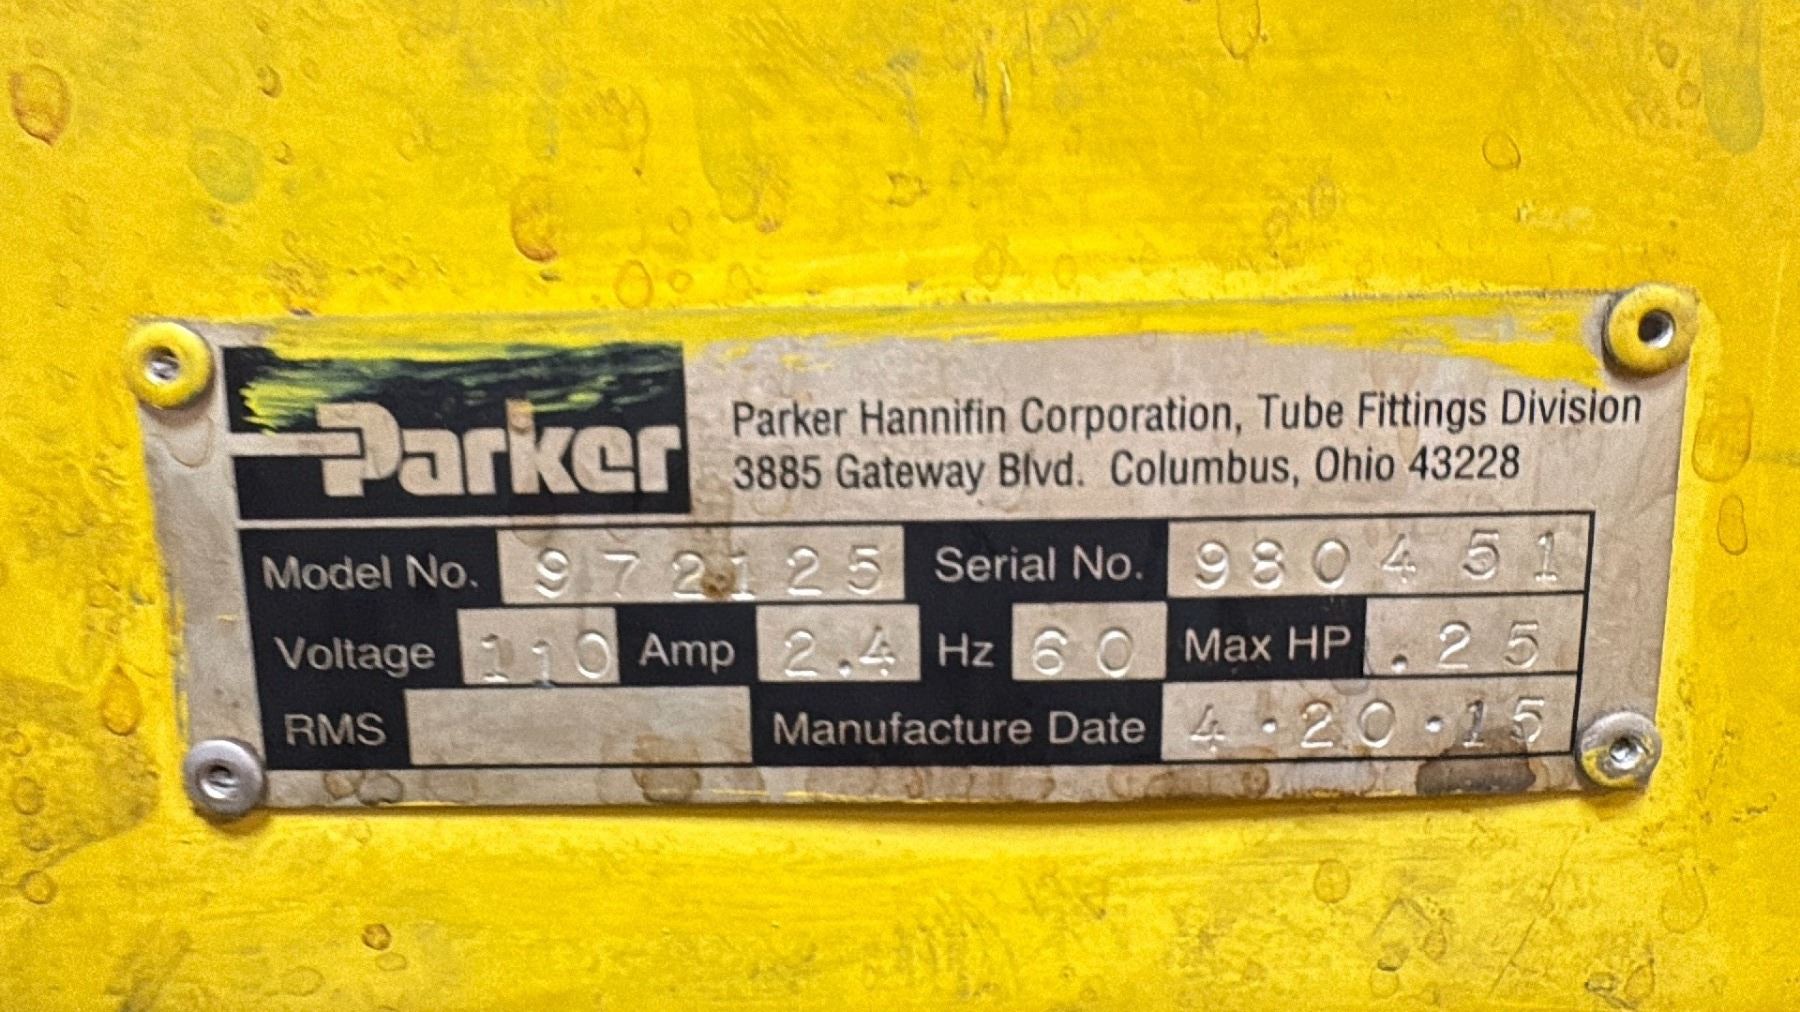 Parker
Parker Hannifin Corporation, Tube Fittings Division
3885 Gateway Blvd. Columbus, Ohio 43228
Model No. 972125 Serial No. 980451
Voltage 110 Amp 2.4 Hz 60 Max HP .25
RMS Manufacture Date 4·20·15